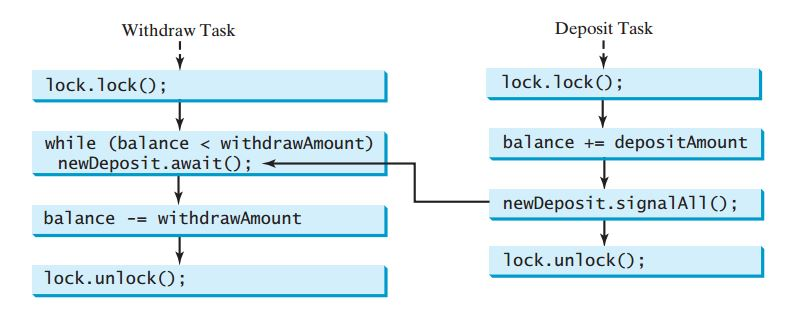 Withdraw Task
lock.lock();
while (balance < withdrawAmount)
newDeposit.await();
balance -= withdrawAmount
lock.unlock();
Deposit Task
lock.lock();
balance += depositAmount
newDeposit.signalAll();
lock.unlock();